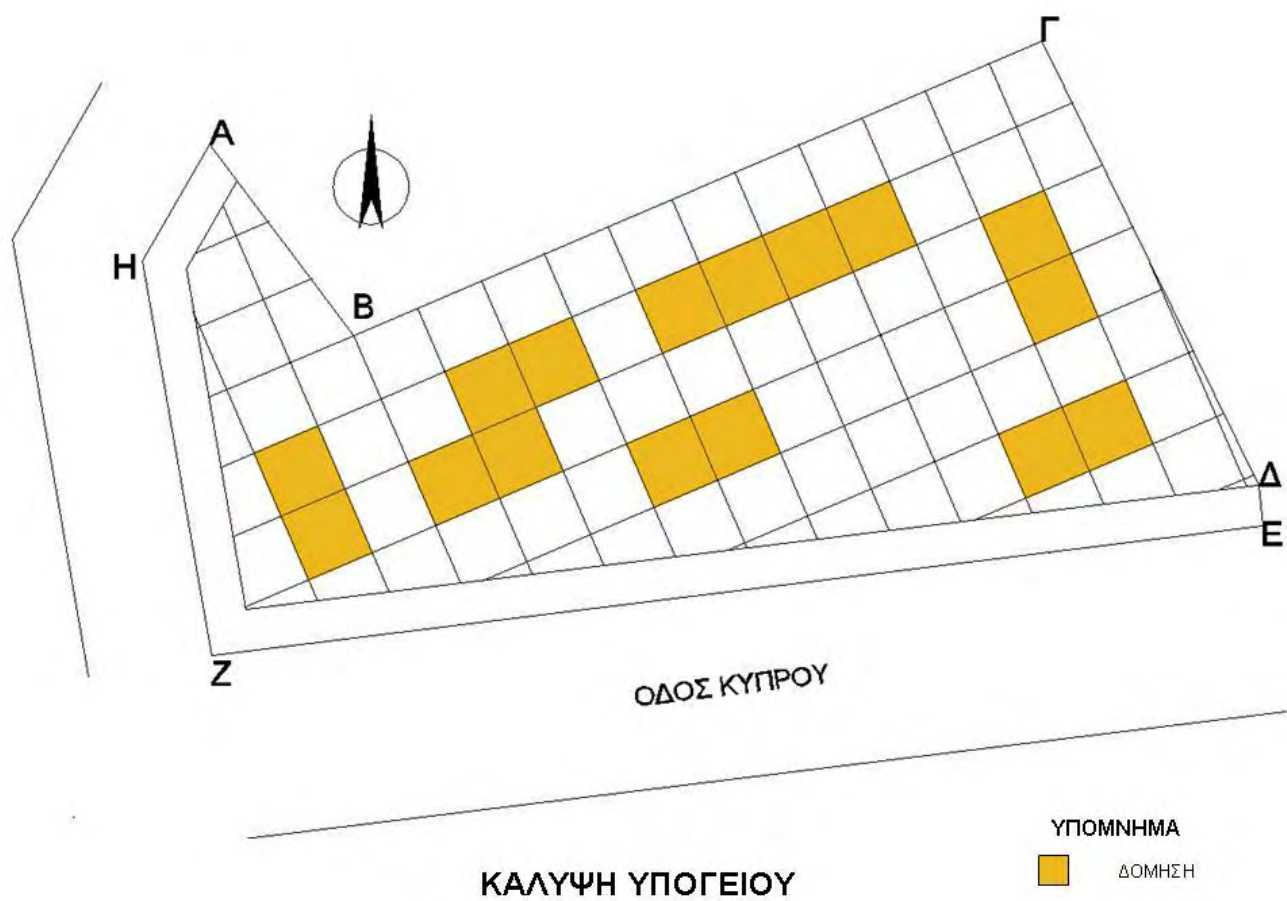 Γ
Α
Η
Β
Δ
Ε
Ζ
ΟΔΟΣ ΚΥΠΡΟΥ
ΥΠΟΜΝΗΜΑ
ΔΟΜΗΣΗ
ΚΑΛΥΨΗ ΥΠΟΓΕΙΟΥ